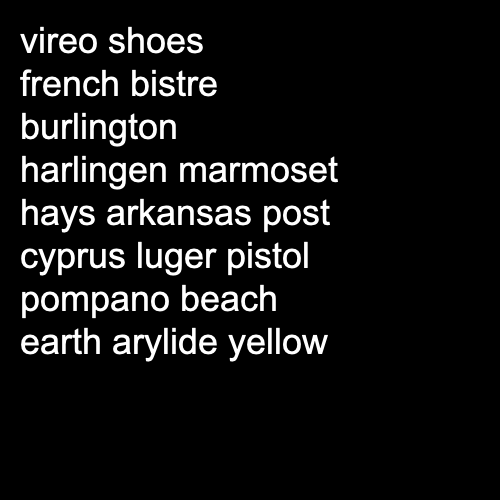 vireo shoes
french bistre
burlington
harlingen marmoset
hays arkansas post
cyprus luger pistol
pompano beach
earth arylide yellow